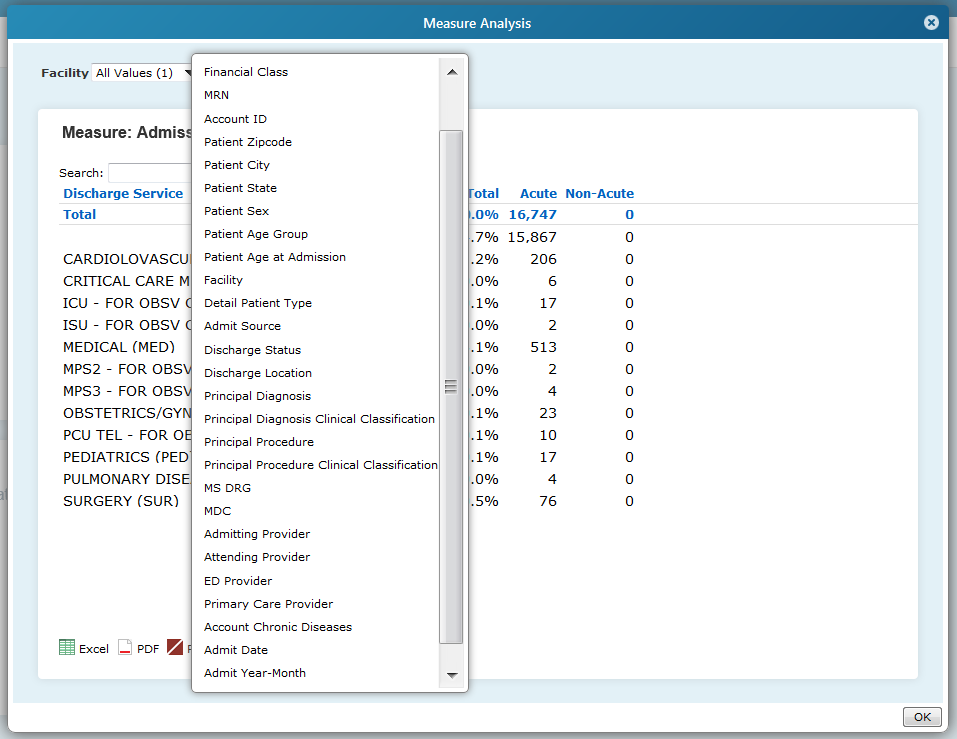 Measure Analysis
Facility All Values (1)
Financial Class
MRN
Account ID
Patient Zipcode
Patient City
Patient State
Patient Sex
Patient Age Group
Patient Age at Admission
Facility
Detail Patient Type
Admit Source
Discharge Status
Discharge Location
Principal Diagnosis
Principal Diagnosis Clinical Classification
Principal Procedure
Principal Procedure Clinical Classification
MS DRG
MDC
Admitting Provider
Attending Provider
ED Provider
Primary Care Provider
Account Chronic Diseases
Admit Date
Admit Year-Month
Measure: Admiss
Search:
Discharge Service Total Acute Non-Acute
Total .0% 16,747 0
.7% 15,867 0
CARDIOLOVASCU .2% 206 0
CRITICAL CARE M .0% 6 0
ICU - FOR OBSV .1% 17 0
ISU - FOR OBSV .0% 2 0
MEDICAL (MED) .1% 513 0
MPS2 - FOR OBSV .0% 2 0
MPS3 - FOR OBSV .0% 4 0
OBSTETRICS/GYN .1% 23 0
PCU TEL - FOR OB .1% 10 0
PEDIATRICS (PED .1% 17 0
PULMONARY DISE .0% 4 0
SURGERY (SUR) .5% 76 0
Excel PDF
OK